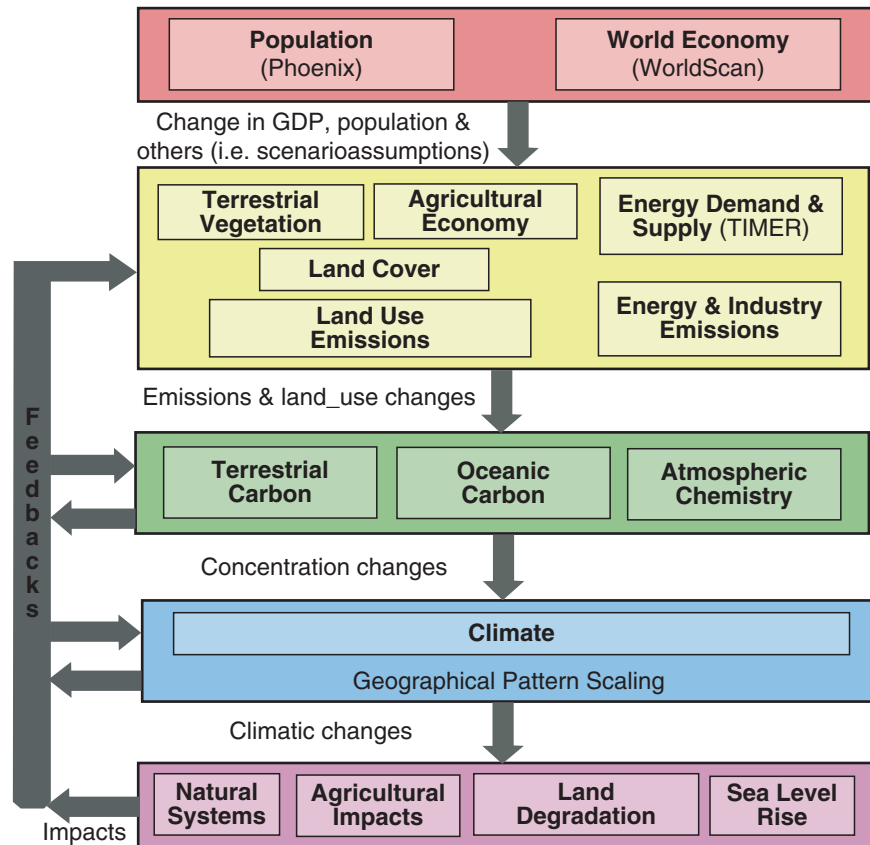 Population
(Phoenix)
World Economy
(WorldScan)
Change in GDP, population &
others (i.e. scenarioassumptions)
Terrestrial
Vegetation
Agricultural
Economy
Energy Demand &
Supply (TIMER)
Land Cover
Land Use
Emissions
Energy & Industry
Emissions
Emissions & land_use changes
Feedbacks
Terrestrial
Carbon
Oceanic
Carbon
Atmospheric
Chemistry
Concentration changes
Climate
Geographical Pattern Scaling
Climatic changes
Natural
Systems
Agricultural
Impacts
Land
Degradation
Sea Level
Rise
Impacts